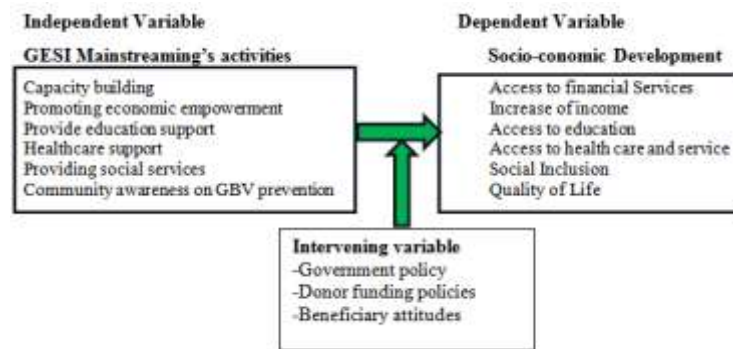 Independent Variable
GESI Mainstreaming's activities
Capacity building
Promoting economic empowerment
Provide education support
Healthcare support
Providing social services
Community awareness on GBV prevention
Dependent Variable
Socio-conomic Development
Access to financial Services
Increase of income
Access to education
Access to health care and service
Social Inclusion
Quality of Life
Intervening variable
-Government policy
-Donor funding policies
-Beneficiary attitudes